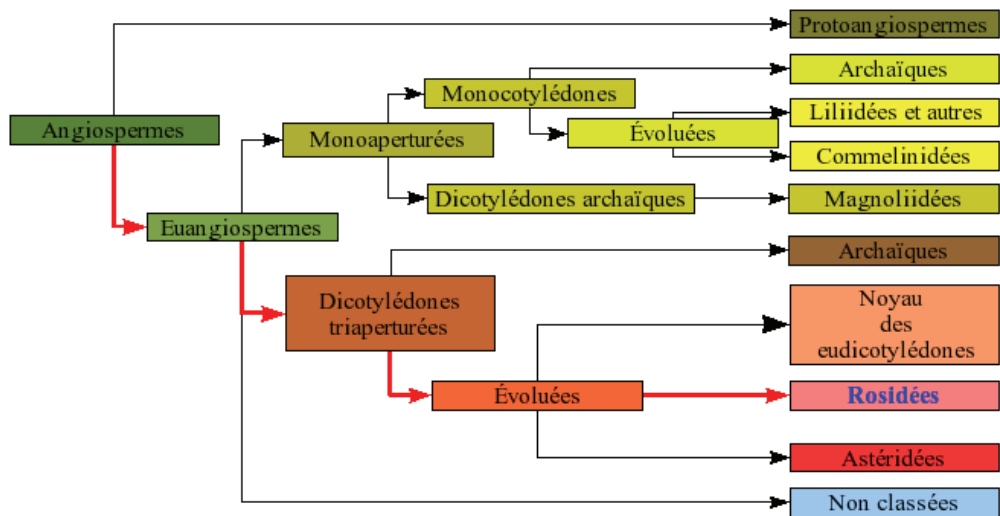 Protoangiospermes
Archaïques
Monocotylédones
Liliidées et autres
Angiospermes
Monoaperturées
Évoluées
Commelinidées
Dicotylédones archaïques
Magnoliidées
Euangiospermes
Archaïques
Dicotylédones
triaperturées
Noyau
des
eudicotylédones
Évoluées
Rosidées
Astéridées
Non classées